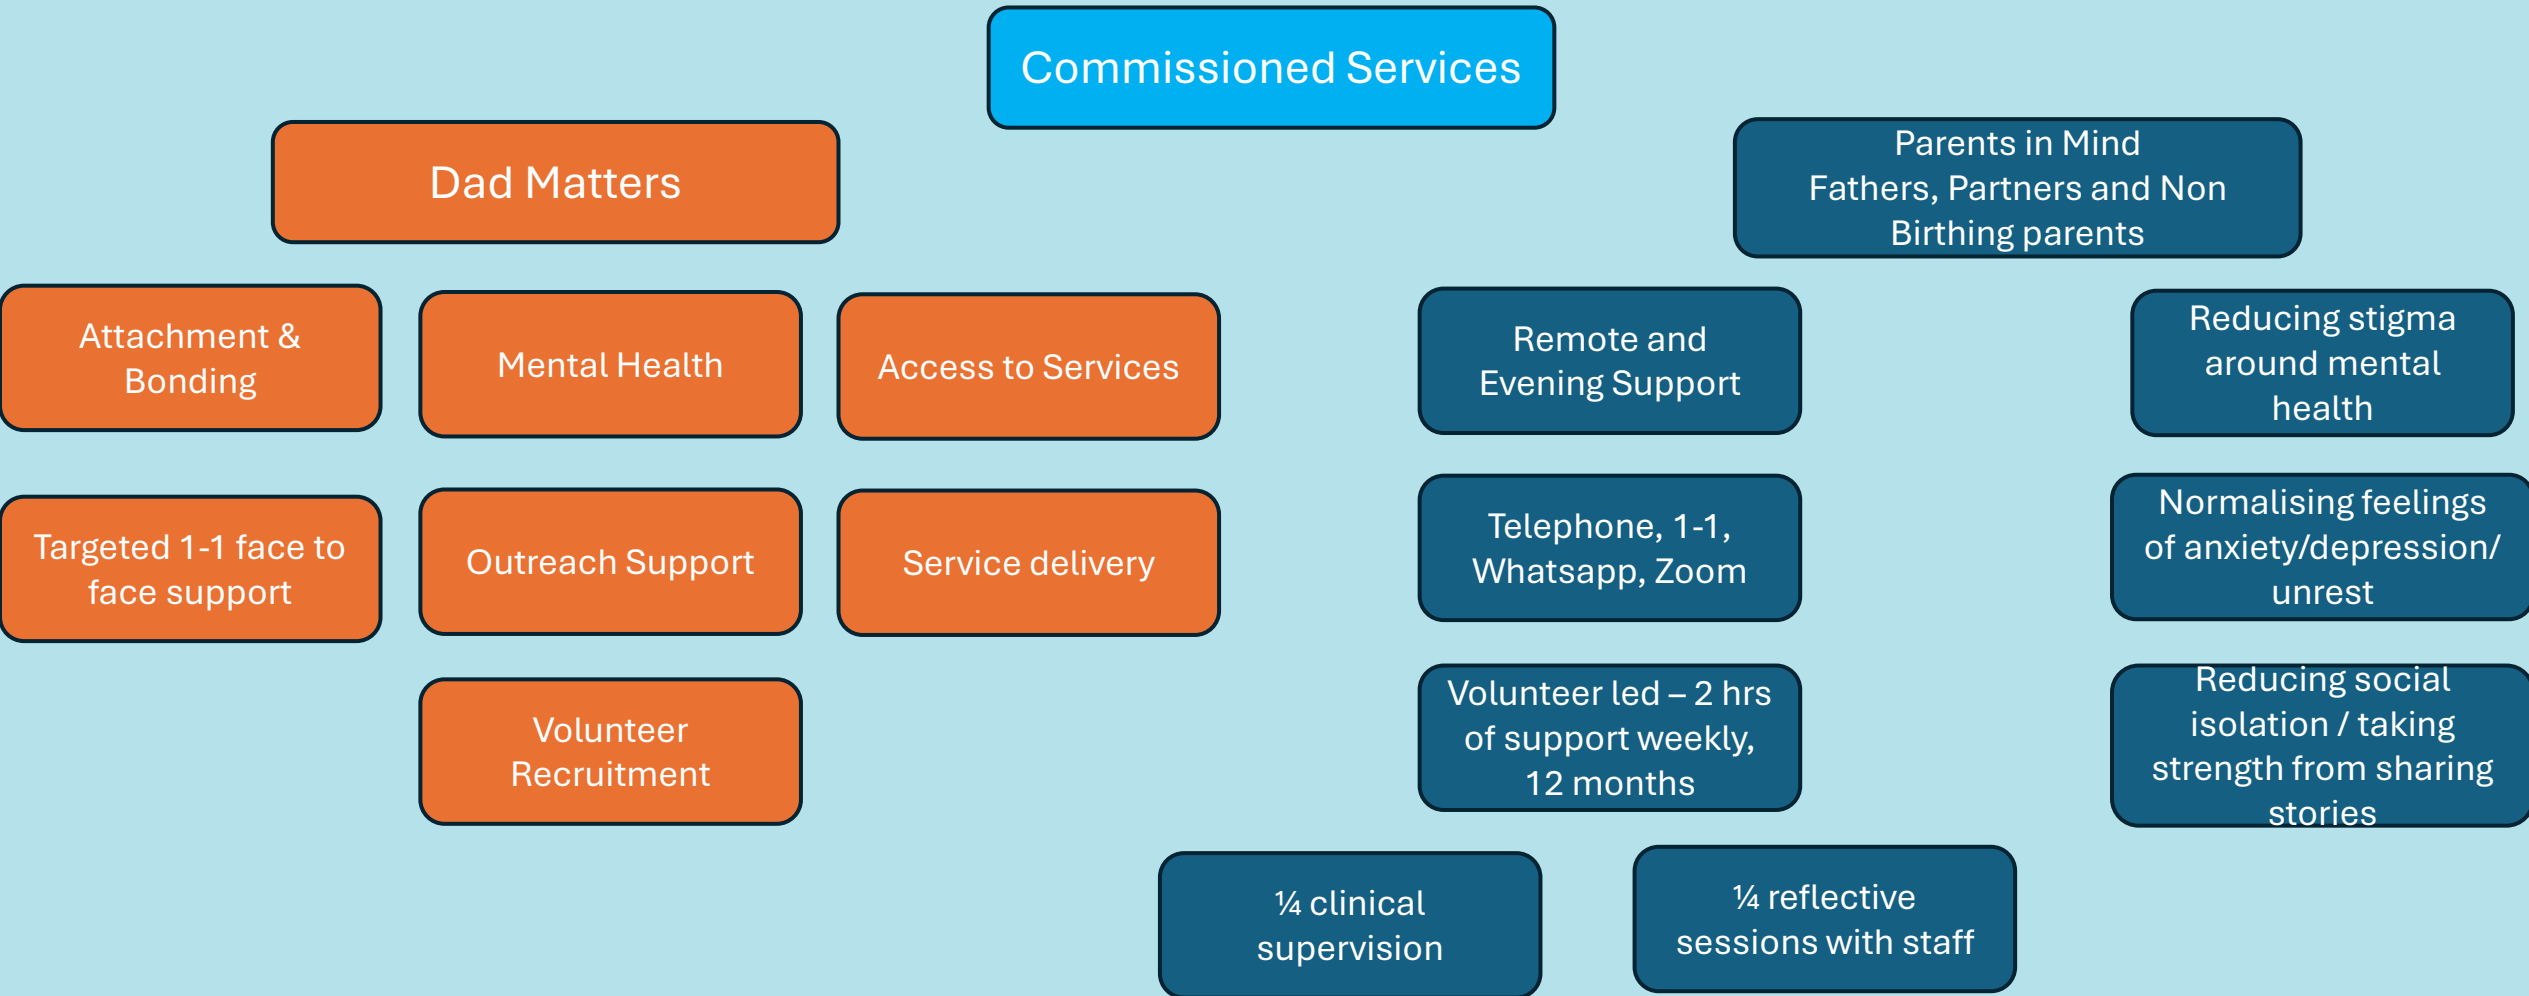 Commissioned Services
Dad Matters
Parents in Mind
Fathers, Partners and Non
Birthing parents
Attachment &
Bonding
Mental Health
Access to Services
Remote and
Evening Support
Reducing stigma
around mental
health
Targeted 1-1 face to
face support
Outreach Support
Service delivery
Telephone, 1-1,
Whatsapp, Zoom
Normalising feelings
of anxiety/depression/
unrest
Volunteer
Recruitment
Volunteer led – 2 hrs
of support weekly,
12 months
Reducing social
isolation / taking
strength from sharing
stories
¼ clinical
supervision
¼ reflective
sessions with staff